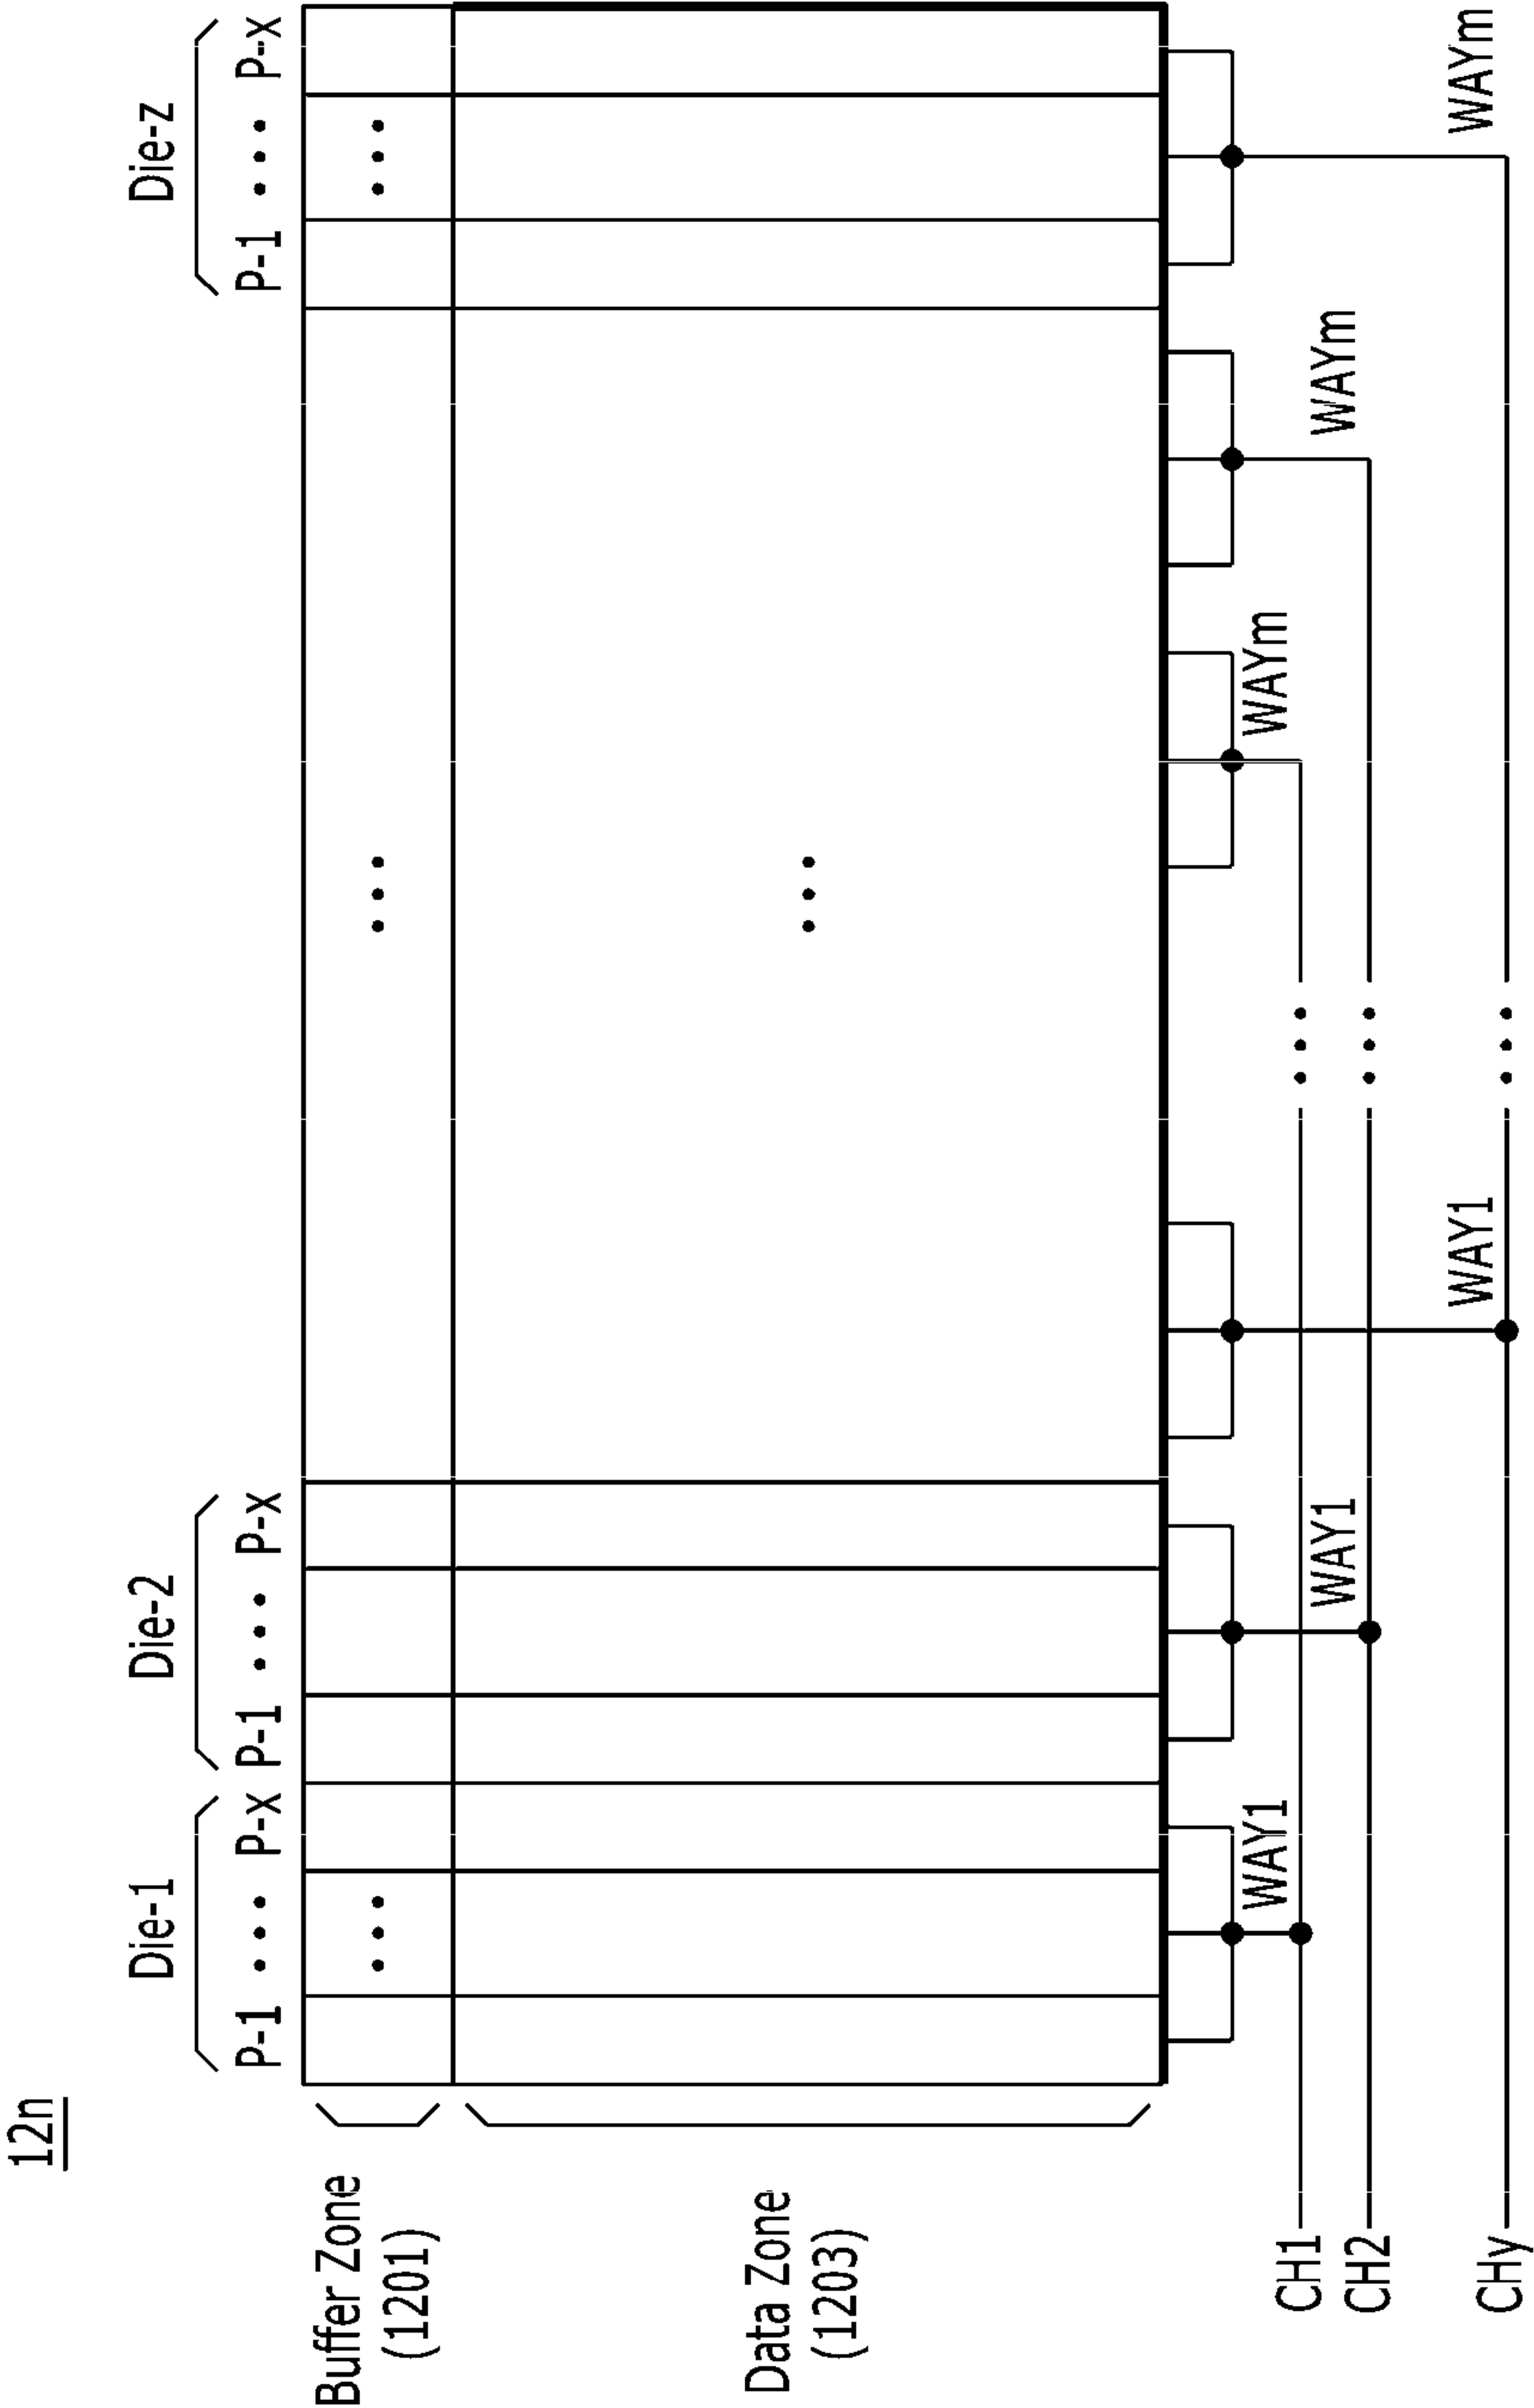 12n
Die-1 Die-2 Die-z
P-1 ... P-x P-1 ... P-x P-1 ... P-x
Buffer Zone
(1201)
... ... ...
Data Zone
(1203)
...
WAY1 WAYm
CH1 ...
WAY1 WAYm
CH2 ...
WAY1 WAYm
CHy ...